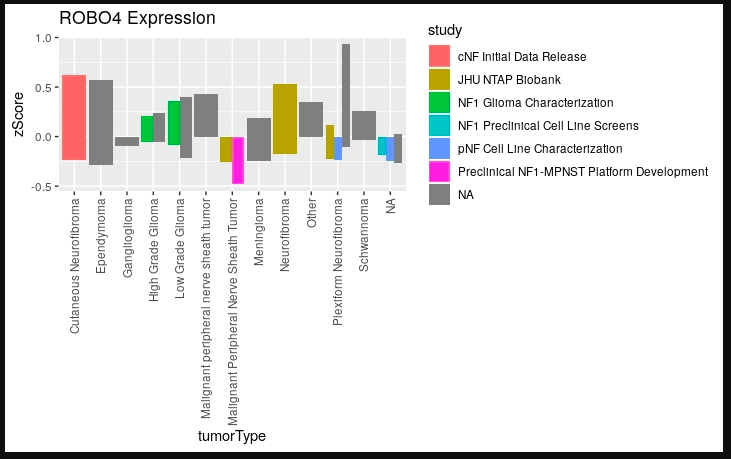 ROBO4 Expression
zScore
1.0
0.5
0.0
-0.5
Cutaneous Neurofibroma
Ependymoma
Ganglioglioma
High Grade Glioma
Low Grade Glioma
Malignant peripheral nerve sheath tumor
Malignant Peripheral Nerve Sheath Tumor
Meningioma
Neurofibroma
Other
Plexiform Neurofibroma
Schwannoma
NA
tumorType
study
cNF Initial Data Release
JHU NTAP Biobank
NF1 Glioma Characterization
NF1 Preclinical Cell Line Screens
pNF Cell Line Characterization
Preclinical NF1-MPNST Platform Development
NA